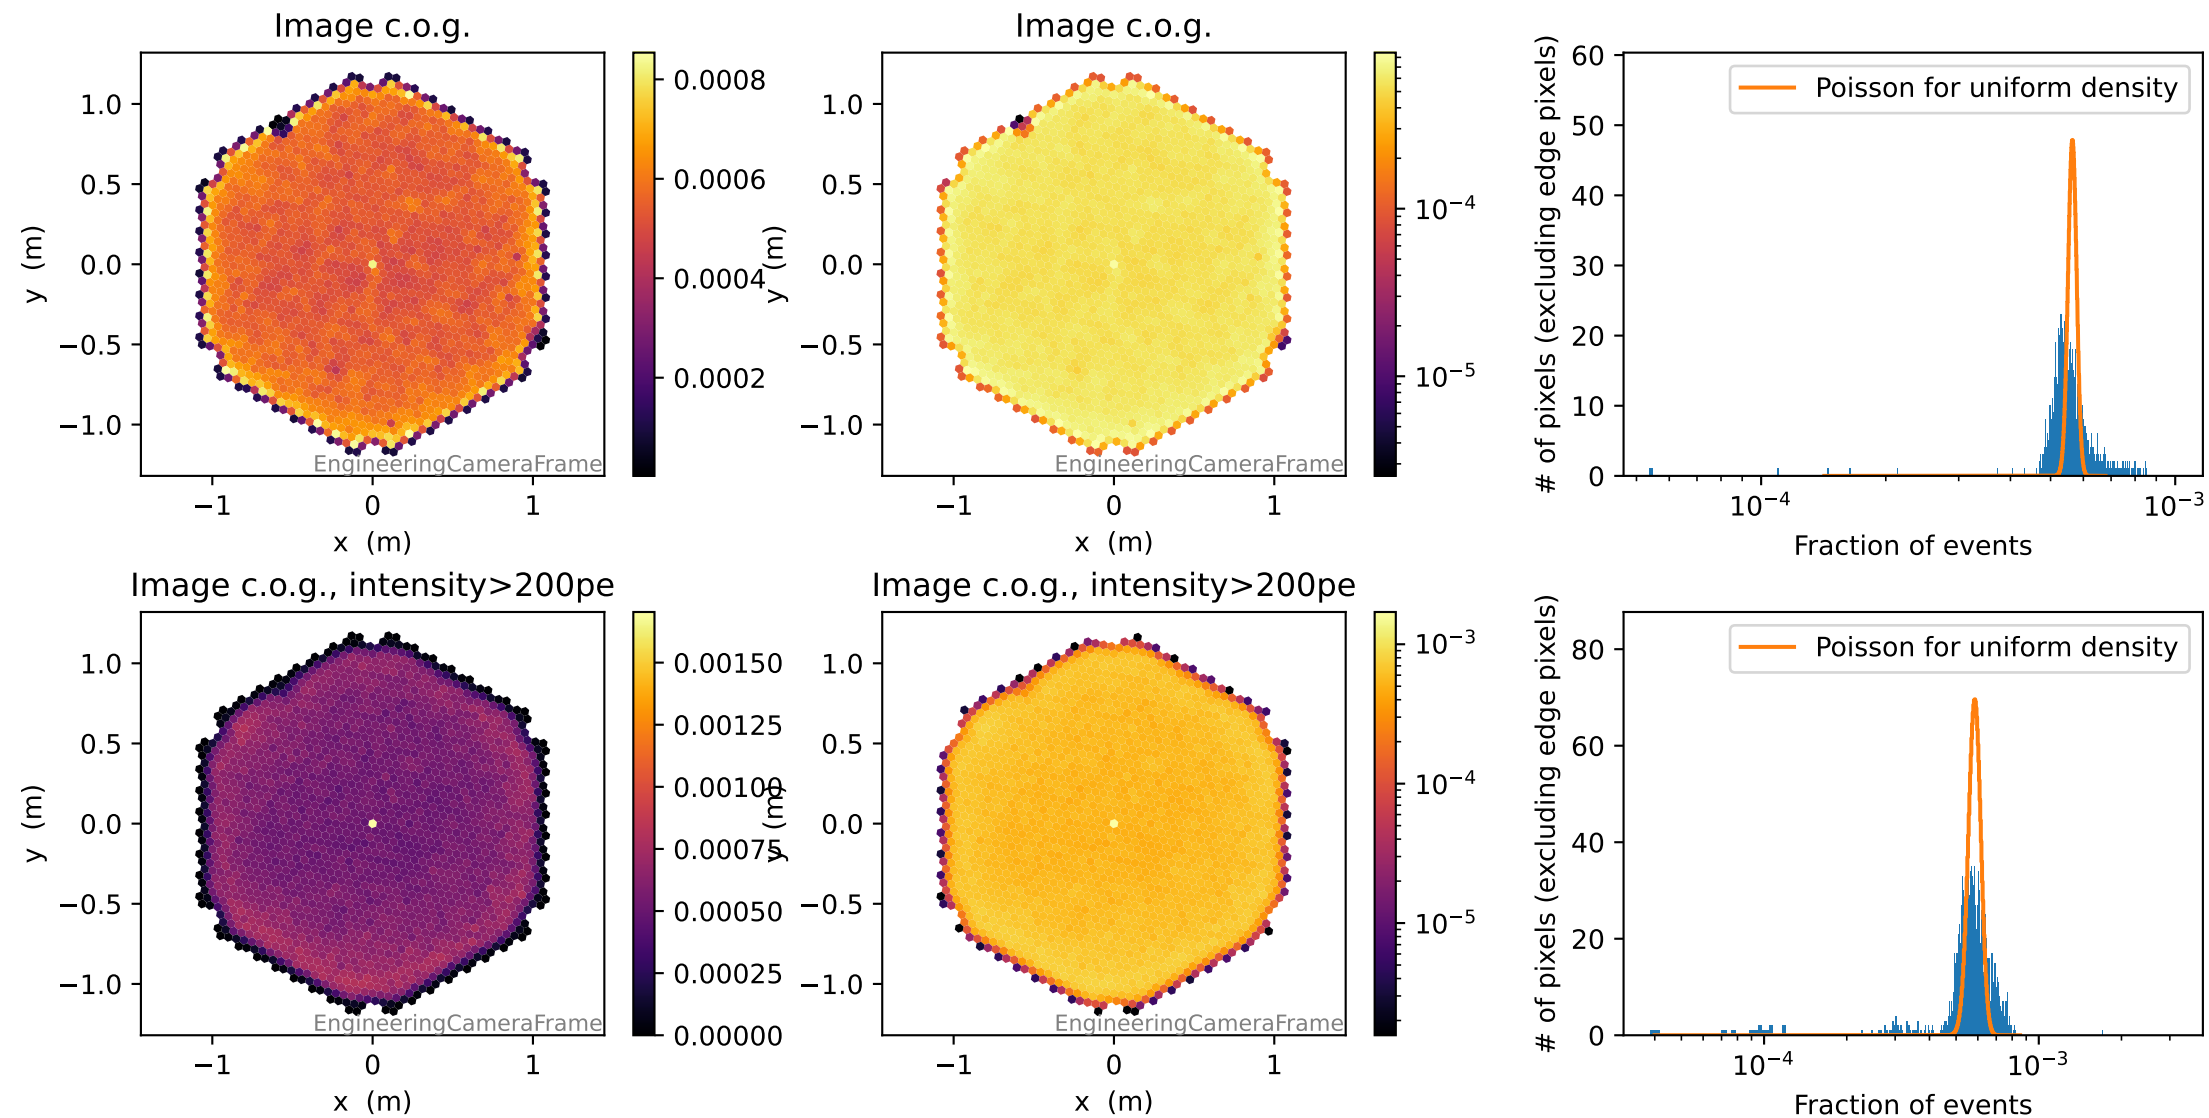 Image c.o.g.
1.0
0.5
0.0
−0.5
−1.0
y (m)
−1 0 1
x (m)
EngineeringCameraFrame
0.0008
0.0006
0.0004
0.0002
Image c.o.g.
1.0
0.5
0.0
−0.5
−1.0
y (m)
−1 0 1
x (m)
EngineeringCameraFrame
10−4
10−5
60
50
40
30
20
10
0
# of pixels (excluding edge pixels)
Poisson for uniform density
10−4 10−3
Fraction of events
Image c.o.g., intensity>200pe
1.0
0.5
0.0
−0.5
−1.0
y (m)
−1 0 1
x (m)
EngineeringCameraFrame
0.00150
0.00125
0.00100
0.00075
0.00050
0.00025
0.00000
Image c.o.g., intensity>200pe
1.0
0.5
0.0
−0.5
−1.0
y (m)
−1 0 1
x (m)
EngineeringCameraFrame
10−3
10−4
10−5
80
60
40
20
0
# of pixels (excluding edge pixels)
Poisson for uniform density
10−4 10−3
Fraction of events